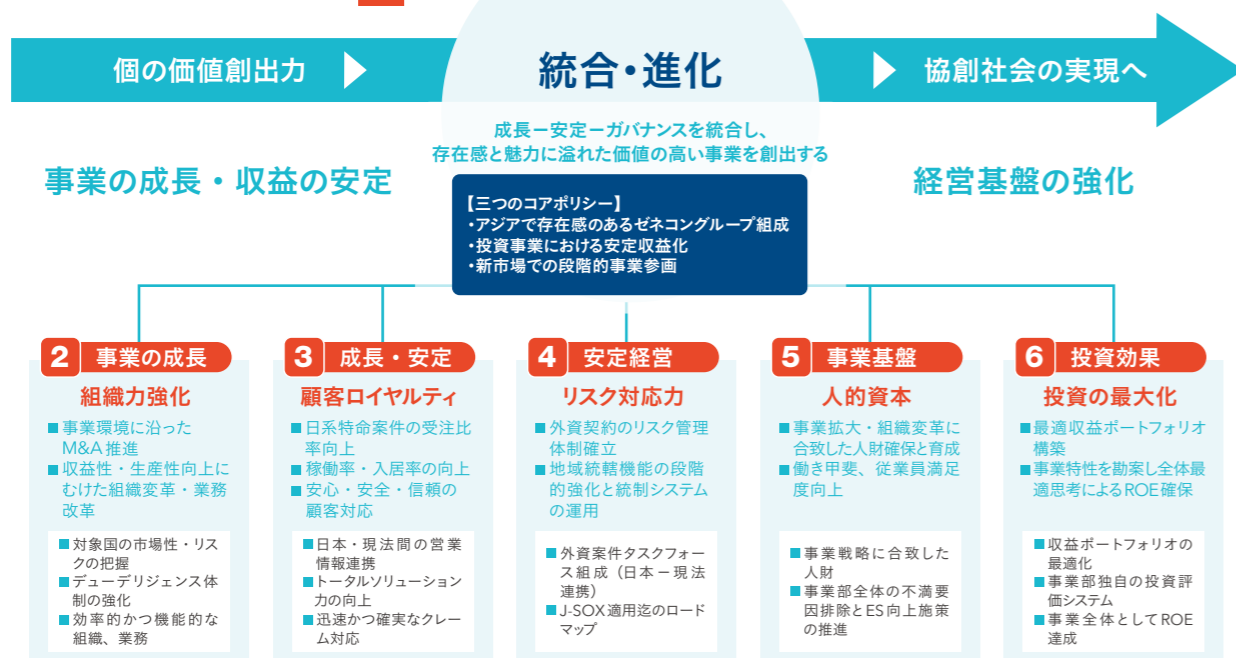 個の価値創出力
統合・進化
協創社会の実現へ
成長－安定－ガバナンスを統合し、
存在感と魅力に溢れた価値の高い事業を創出する
事業の成長・収益の安定
経営基盤の強化
【三つのコアポリシー】
・アジアで存在感のあるゼネコングループ組成
・投資事業における安定収益化
・新市場での段階的事業参画
2 事業の成長
組織力強化
■事業環境に沿った
M&A推進
■収益性・生産性向上に
むけた組織変革・業務
改革
■対象国の市場性・リス
クの把握
■デューデリジェンス体
制の強化
■効率的かつ機能的な
組織、業務
3 成長・安定
顧客ロイヤルティ
■日系特命案件の受注比
率向上
■稼働率・入居率の向上
■安心・安全・信頼の
顧客対応
■日本・現法間の営業
情報連携
■トータルソリューション
力の向上
■迅速かつ確実なクレー
ム対応
4 安定経営
リスク対応力
■外資契約のリスク管理
体制確立
■地域統轄機能の段階
的強化と統制システム
の運用
■外資案件タスクフォー
ス組成（日本－現法
連携）
■J-SOX適用迄のロード
マップ
5 事業基盤
人的資本
■事業拡大・組織変革に
合致した人財確保と育成
■働き甲斐、従業員満足
度向上
■事業戦略に合致した
人財
■事業部全体の不満要
因排除とES向上施策
の推進
6 投資効果
投資の最大化
■最適収益ポートフォリオ
構築
■事業特性を勘案し全体最
適思考によるROE確保
■収益ポートフォリオの
最適化
■事業部独自の投資評
価システム
■事業全体としてROE
達成